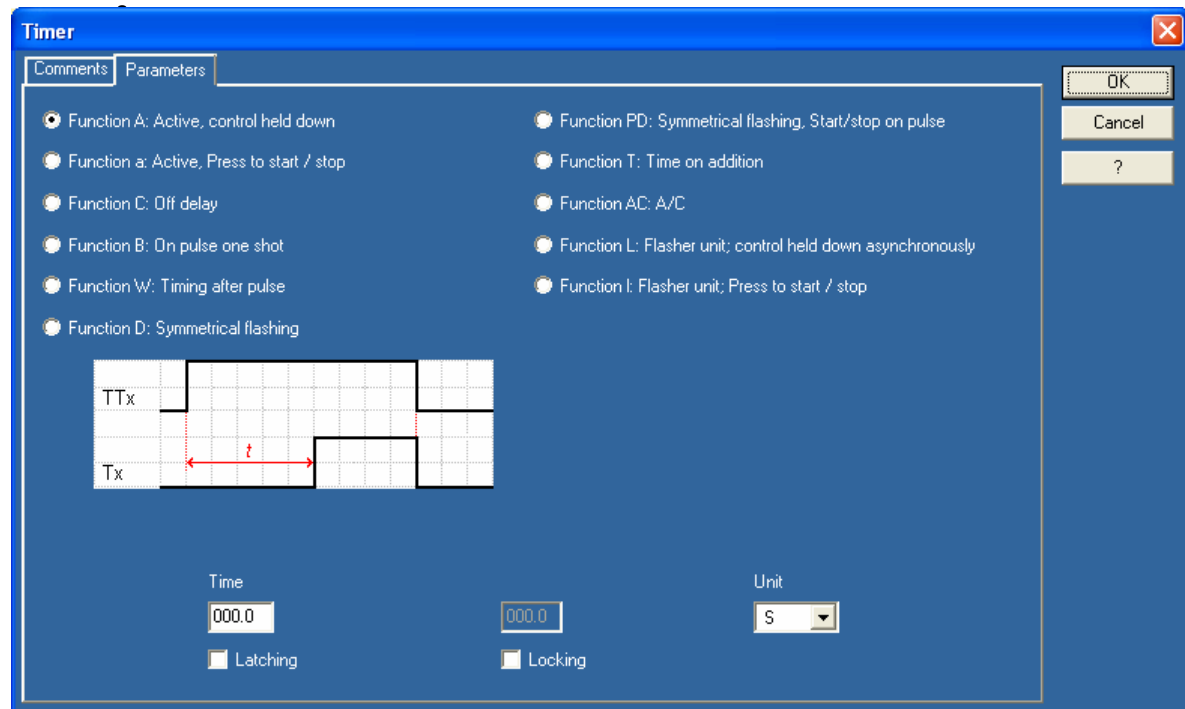 Timer
Comments
Parameters
OK
Cancel
?
Function A: Active, control held down
Function a: Active, Press to start / stop
Function C: Off delay
Function B: On pulse one shot
Function W: Timing after pulse
Function D: Symmetrical flashing
Function PD: Symmetrical flashing, Start/stop on pulse
Function T: Time on addition
Function AC: A/C
Function L: Flasher unit; control held down asynchronously
Function l: Flasher unit; Press to start / stop
TTx
t
Tx
Time
000.0
Latching
000.0
Locking
Unit
S